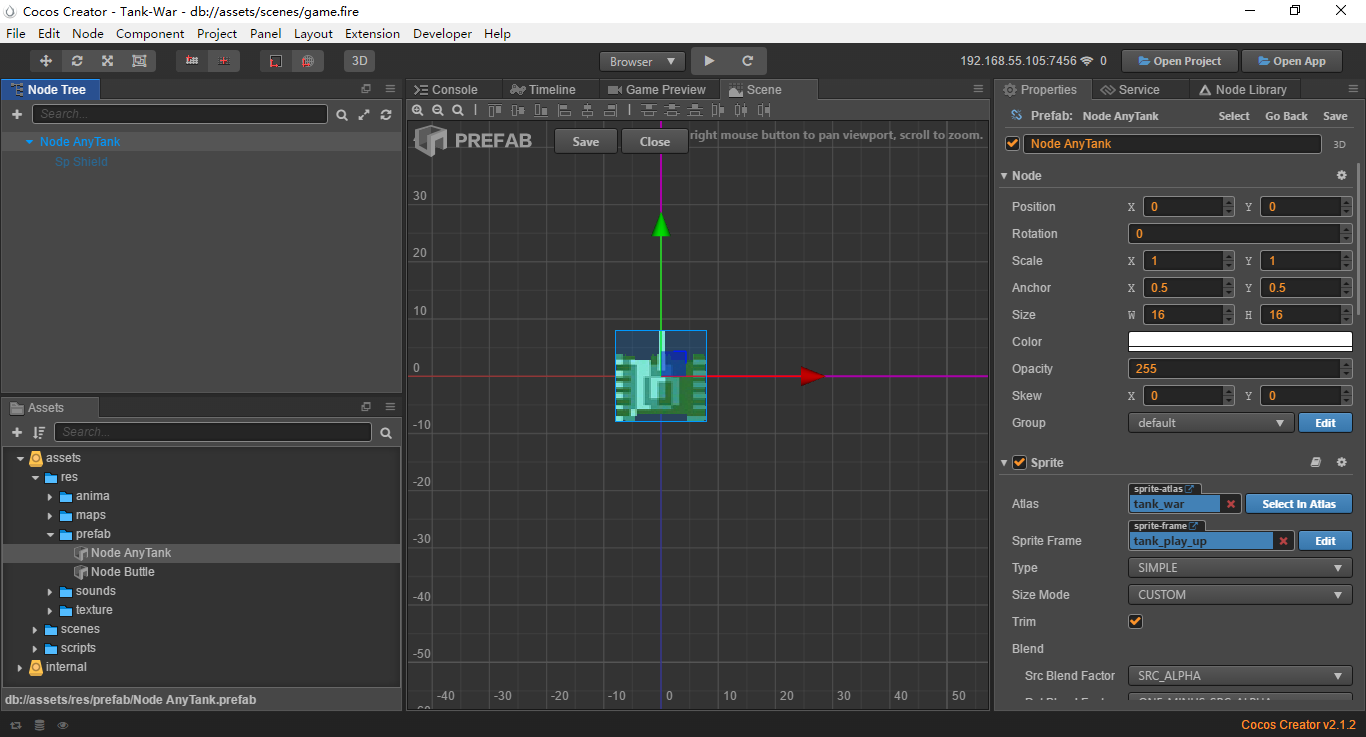 Cocos Creator - Tank-War - db://assets/scenes/game.fire
File Edit Node Component Project Panel Layout Extension Developer Help
3D Browser 192.168.55.105:7456 0 Open Project Open App
Node Tree
Search...
Node AnyTank
Sp Shield
Assets
Search...
assets
res
anima
maps
prefab
Node AnyTank
Node Buttle
sounds
texture
scenes
scripts
internal
db://assets/res/prefab/Node AnyTank.prefab
Console Timeline Game Preview Scene
PREFAB Save Close right mouse button to pan viewport, scroll to zoom.
30
20
10
0
-10
-20
-30
-40
-50
-40 -30 -20 -10 0 10 20 30 40 50
Properties Service Node Library
Prefab: Node AnyTank Select Go Back Save
Node AnyTank 3D
Node
Position X 0 Y 0
Rotation 0
Scale X 1 Y 1
Anchor X 0.5 Y 0.5
Size W 16 H 16
Color
Opacity 255
Skew X 0 Y 0
Group default Edit
Sprite
sprite-atlas
Atlas tank_war Select In Atlas
sprite-frame
Sprite Frame tank_play_up Edit
Type SIMPLE
Size Mode CUSTOM
Trim
Blend
Src Blend Factor SRC_ALPHA
Cocos Creator v2.1.2